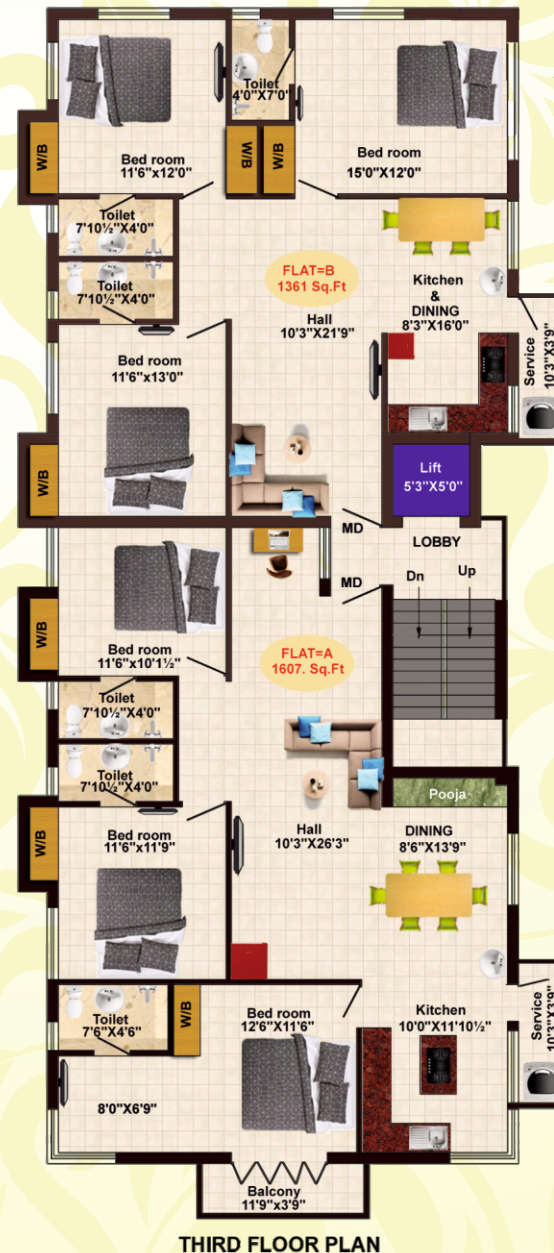 Toilet
4'0"X7'0"
Bed room
11'6"x12'0"
Bed room
15'0"X12'0"
W/B
W/B
W/B
Toilet
7'10½"X4'0"
Toilet
7'10½"X4'0"
FLAT=B
1361 Sq.Ft
Hall
10'3"X21'9"
Kitchen
&
DINING
8'3"X16'0"
Service
10'3"X3'9"
Bed room
11'6"x13'0"
W/B
Lift
5'3"X5'0"
MD
LOBBY
MD
Dn
Up
W/B
Bed room
11'6"x10'1½"
FLAT=A
1607. Sq.Ft
Toilet
7'10½"X4'0"
Toilet
7'10½"X4'0"
Pooja
W/B
Bed room
11'6"x11'9"
Hall
10'3"X26'3"
DINING
8'6"X13'9"
Toilet
7'6"X4'6"
W/B
Bed room
12'6"X11'6"
Kitchen
10'0"X11'10½"
Service
10'3"X3'9"
8'0"X6'9"
Balcony
11'9"x3'9"
THIRD FLOOR PLAN